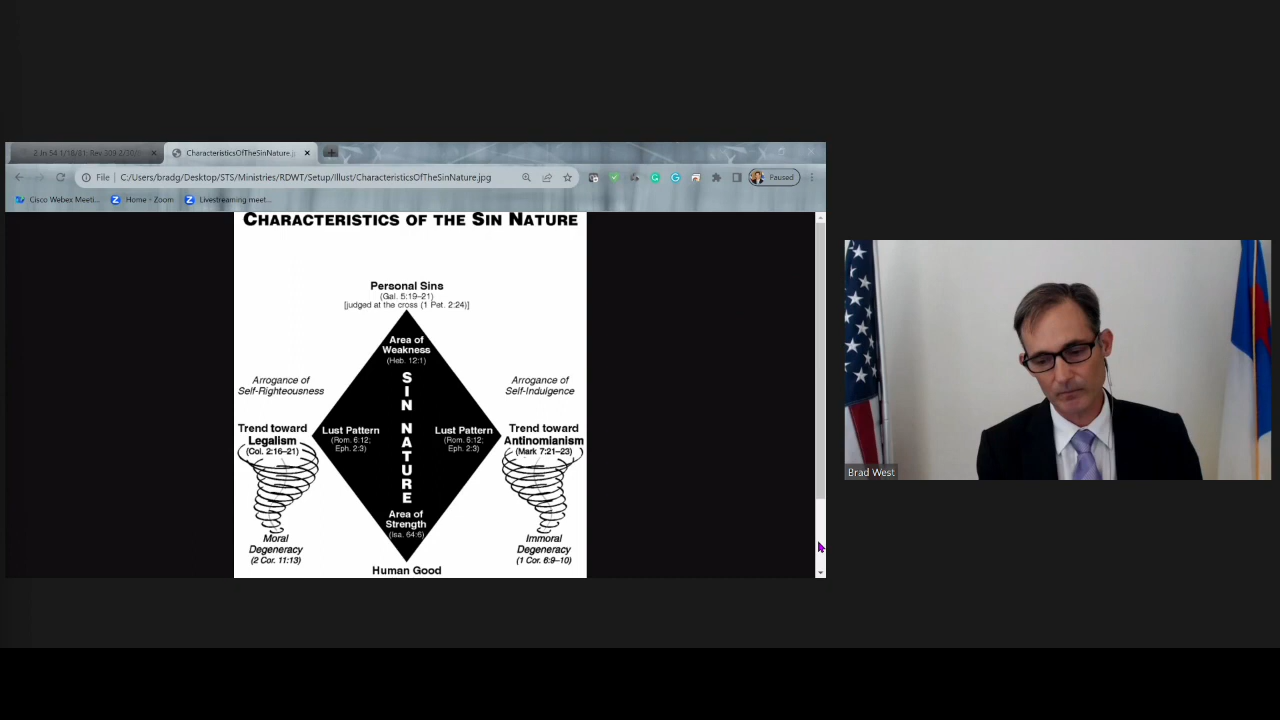 CharacteristicsOfTheSinNature.jp
File
C:/Users/bradg/Desktop/STS/Ministries/RDWT/Setup/Illust/CharacteristicsOfTheSinNature.jpg
Paused
Cisco Webex Meeti...
Home - Zoom
Livestreaming meet...
CHARACTERISTICS OF THE SIN NATURE
Personal Sins
(Gal. 5:19–21)
[judged at the cross (1 Pet. 2:24)]
Area of
Weakness
(Heb. 12:1)
Arrogance of
Self-Righteousness
Arrogance of
Self-Indulgence
SIN NATURE
Trend toward
Legalism
(Col. 2:16–21)
Lust Pattern
(Rom. 6:12;
Eph. 2:3)
Lust Pattern
(Rom. 6:12;
Eph. 2:3)
Trend toward
Antinomianism
(Mark 7:21–23)
Area of
Strength
(Isa. 64:6)
Moral
Degeneracy
(2 Cor. 11:13)
Immoral
Degeneracy
(1 Cor. 6:9–10)
Human Good
Brad West